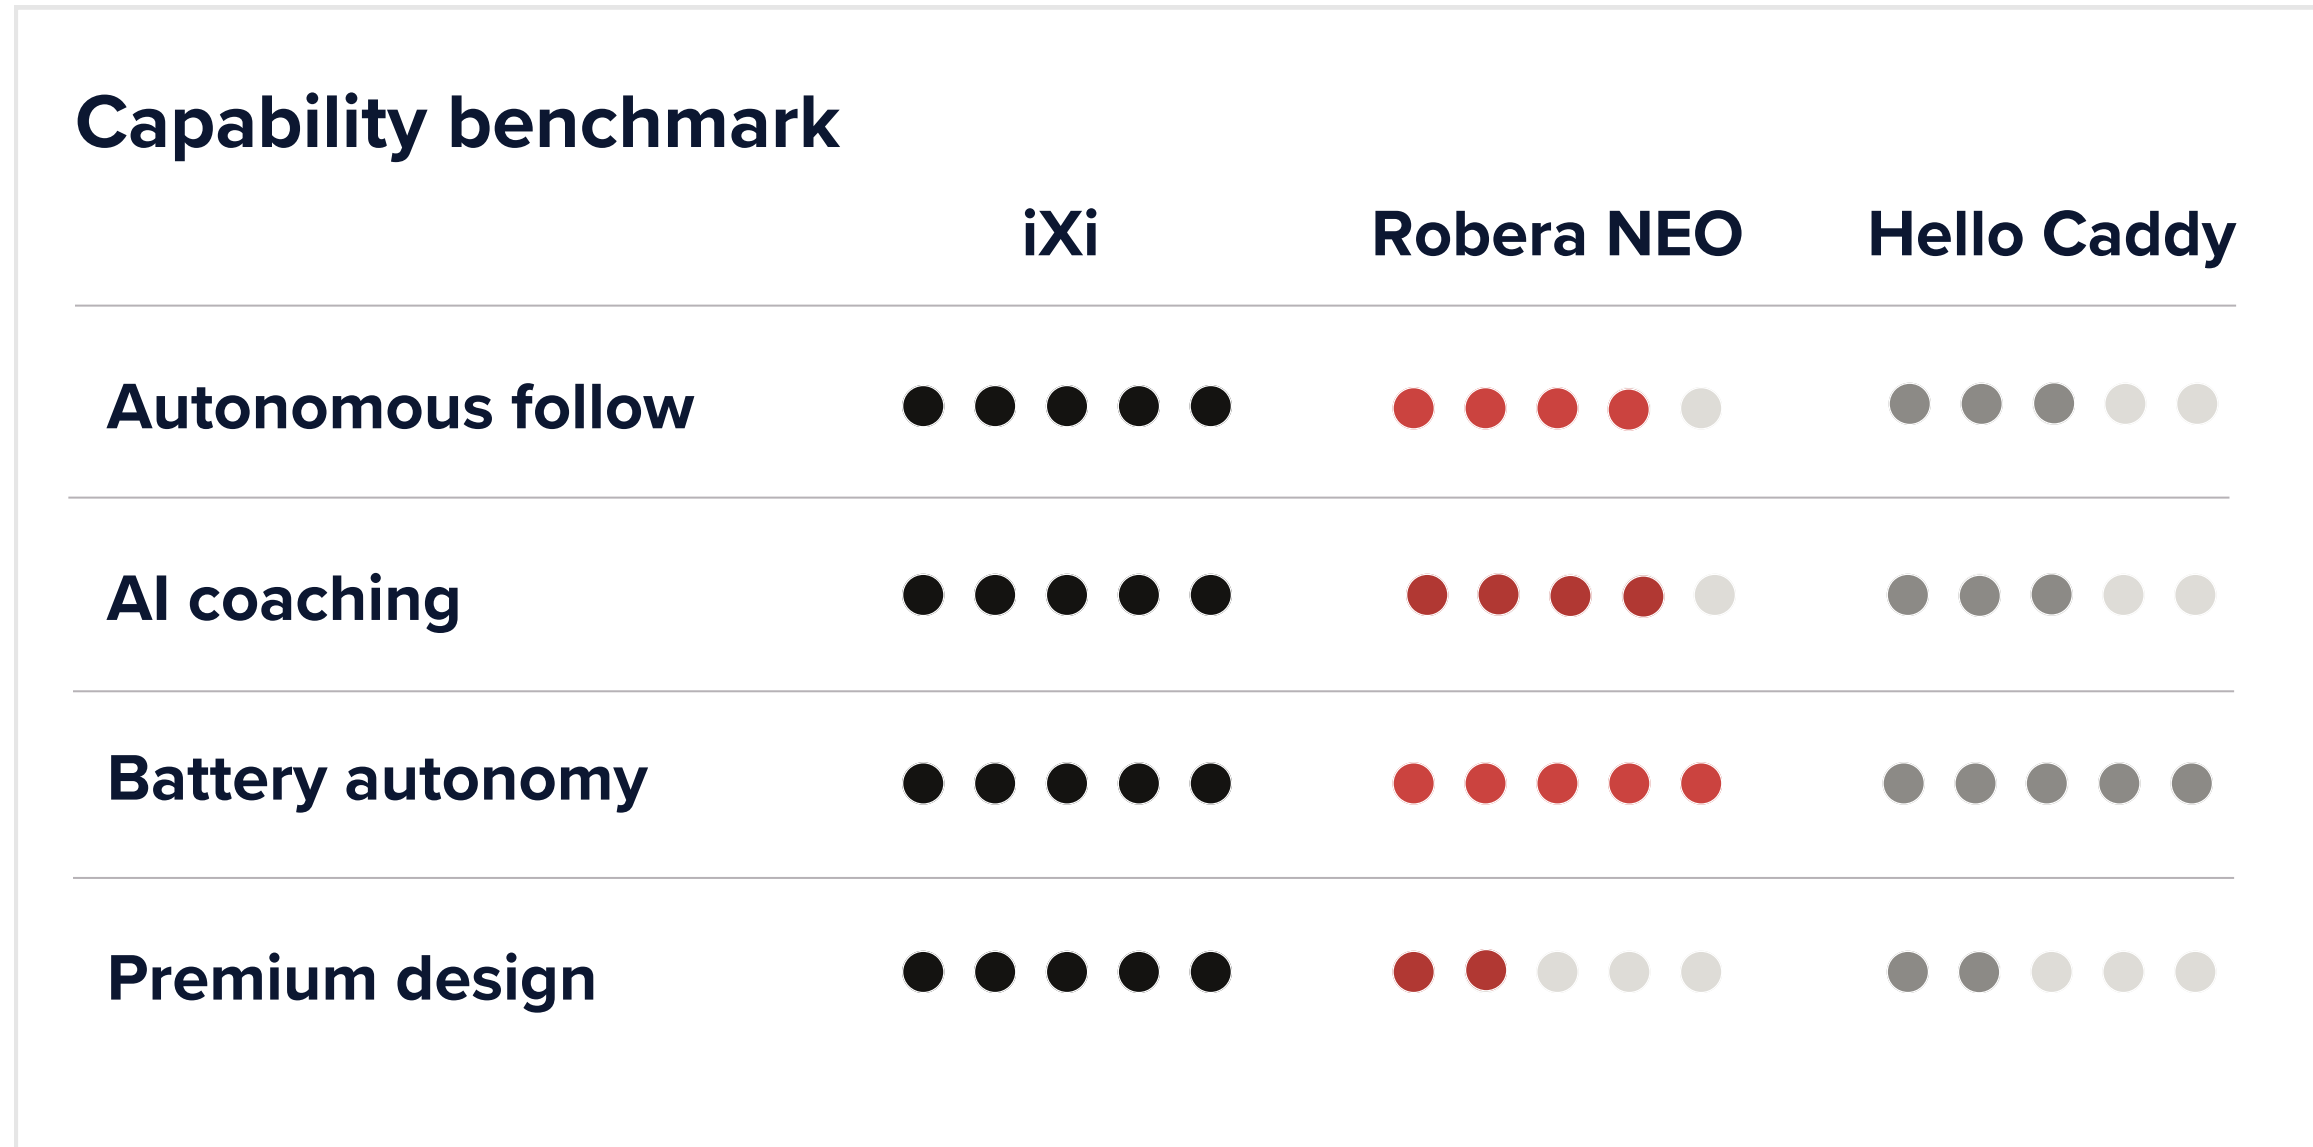 Capability benchmark
iXi Robera NEO Hello Caddy
Autonomous follow
AI coaching
Battery autonomy
Premium design